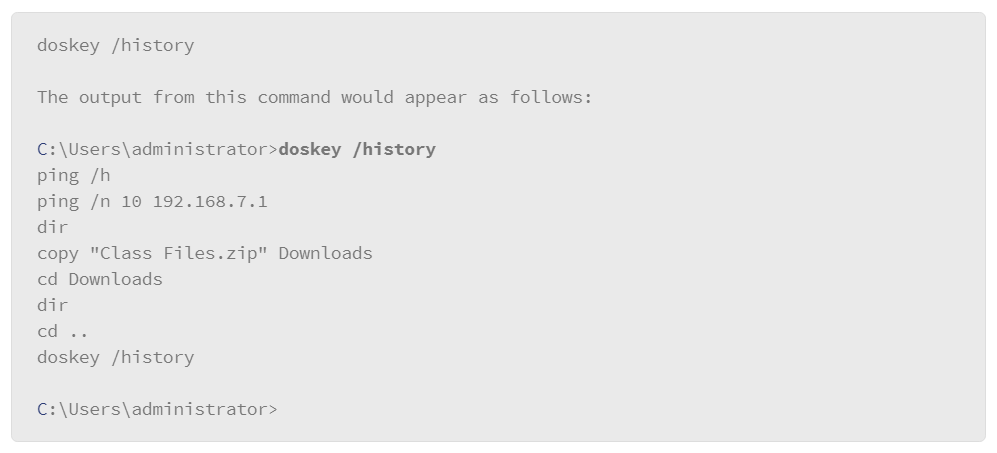 doskey /history
The output from this command would appear as follows:
C:\Users\administrator>doskey /history
ping /h
ping /n 10 192.168.7.1
dir
copy "Class Files.zip" Downloads
cd Downloads
dir
cd ..
doskey /history
C:\Users\administrator>